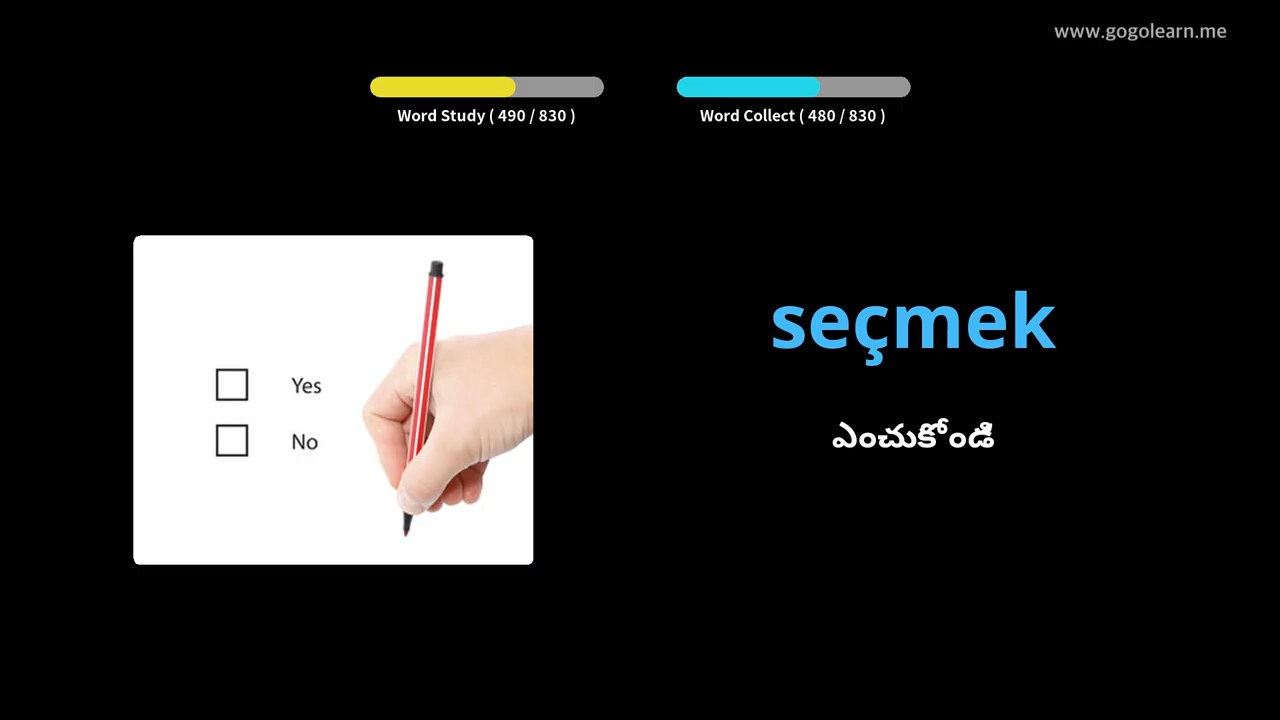 www.gogolearn.me
Word Study ( 490 / 830 )
Word Collect ( 480 / 830 )
Yes
No
seçmek
ఎంచుకోండి